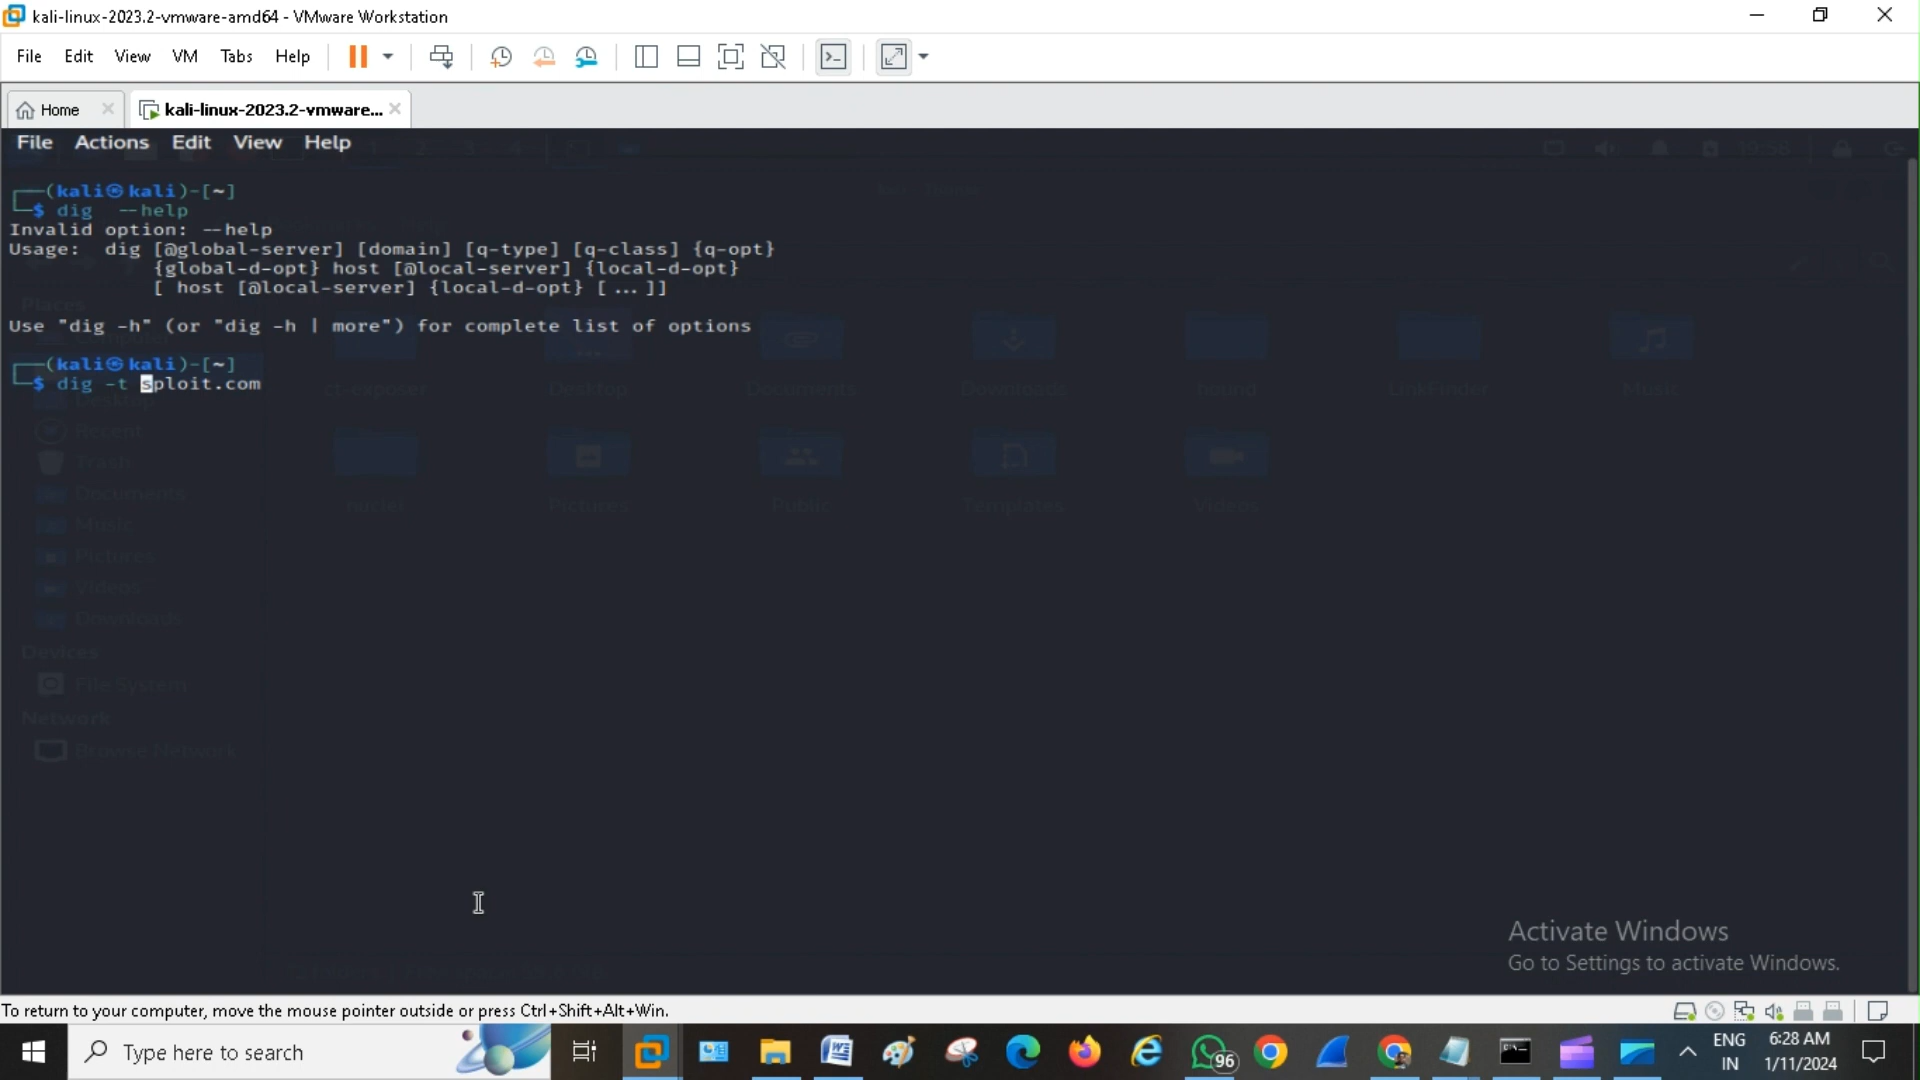 kali-linux-2023.2-vmware-amd64 - VMware Workstation
File Edit View VM Tabs Help
Home
kali-linux-2023.2-vmware...
File Actions Edit View Help
19:58
(kali㉿kali)-[~]
$ dig --help
Invalid option: --help
Usage: dig [@global-server] [domain] [q-type] [q-class] {q-opt}
{global-d-opt} host [@local-server] {local-d-opt}
[ host [@local-server] {local-d-opt} [...]]
Places
Use "dig -h" (or "dig -h | more") for complete list of options
Computer
(kali㉿kali)-[~]
$ dig -t sploit.com
ct-exposer Desktop Documents Downloads hound LinkFinder Music
Desktop
Recent
Trash
Documents
nuclei Pictures Public Templates Videos
Music
Pictures
Videos
Downloads
Devices
File System
Network
Browse Network
Activate Windows
Go to Settings to activate Windows.
To return to your computer, move the mouse pointer outside or press Ctrl+Shift+Alt+Win.
Type here to search
96
ENG
IN
6:28 AM
1/11/2024